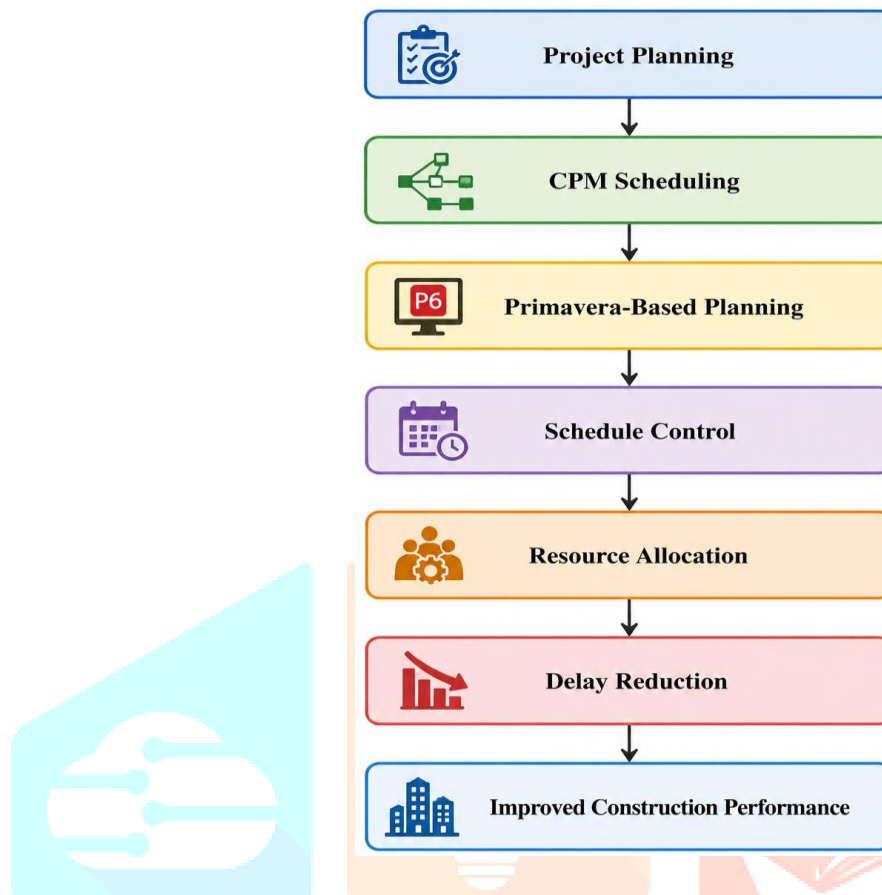 Project Planning
CPM Scheduling
P6
Primavera-Based Planning
Schedule Control
Resource Allocation
Delay Reduction
Improved Construction Performance